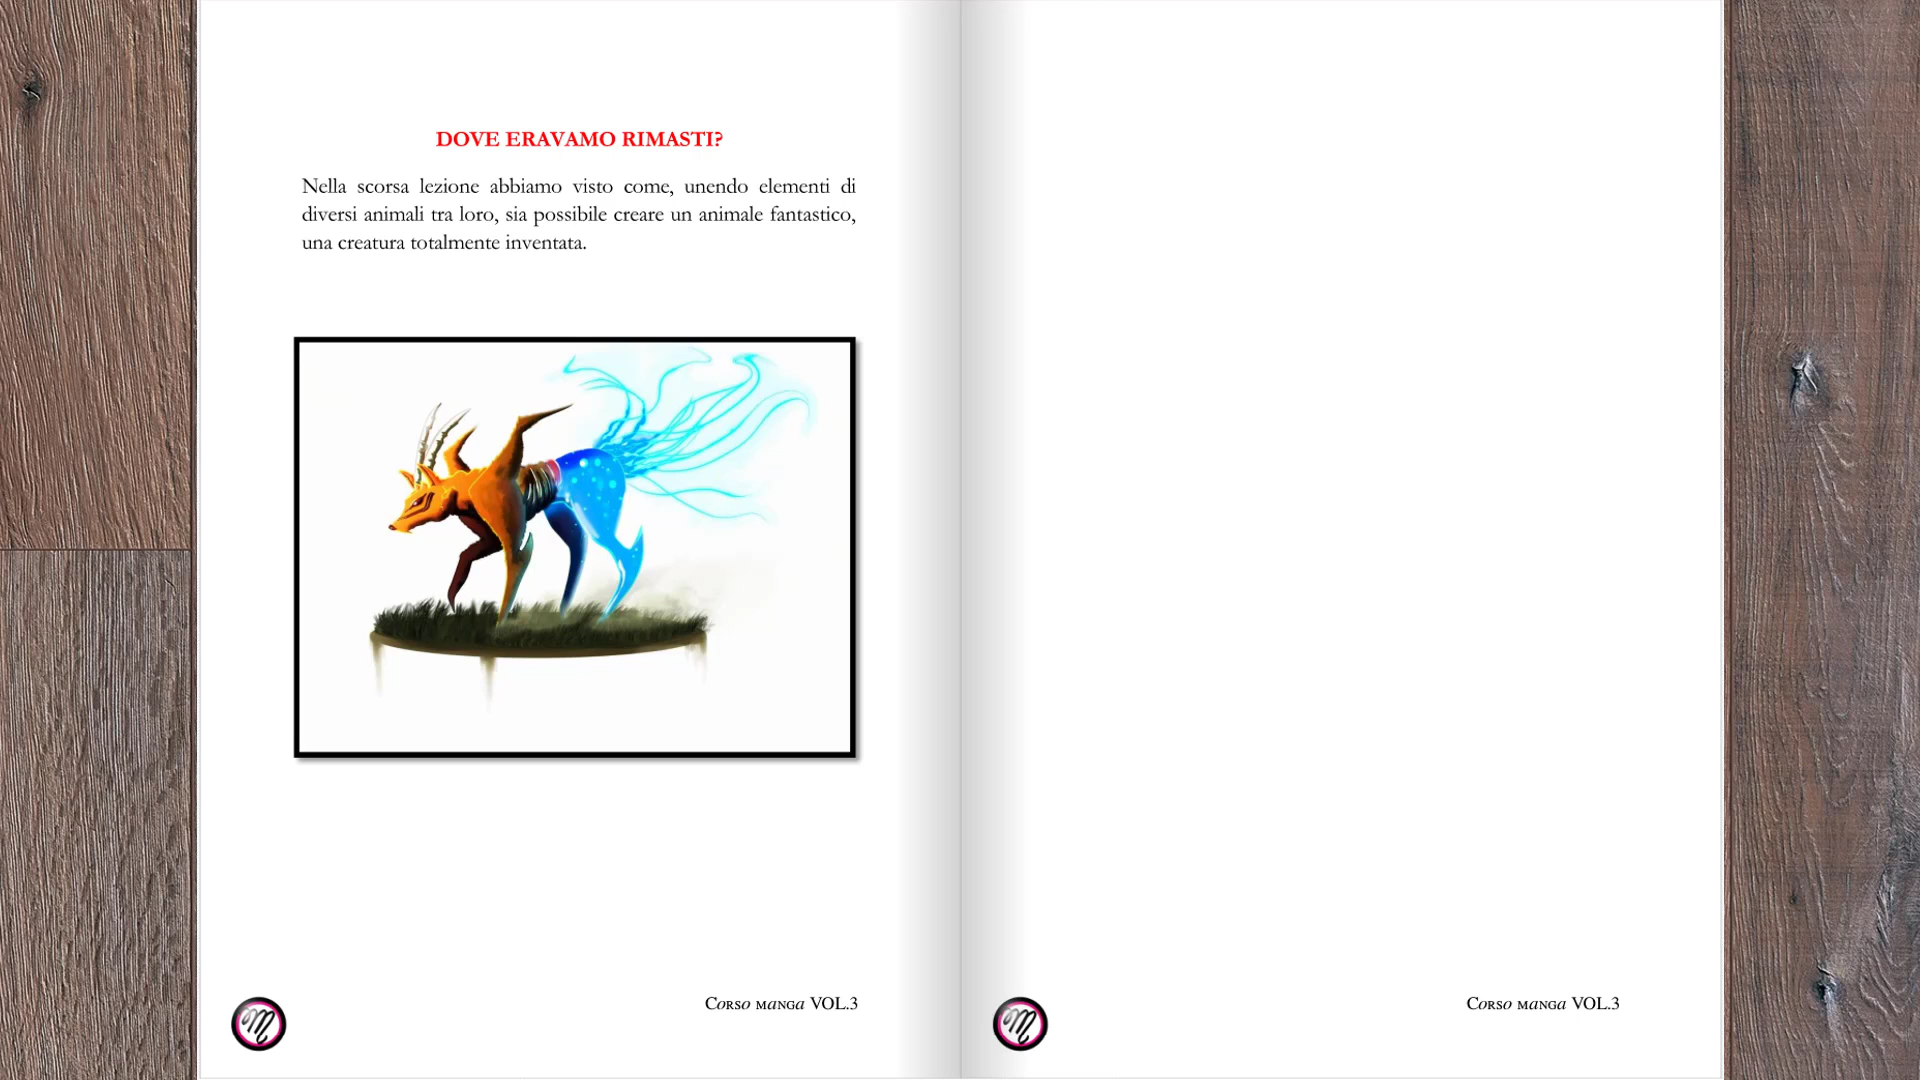 DOVE ERAVAMO RIMASTI?
Nella scorsa lezione abbiamo visto come, unendo elementi di
diversi animali tra loro, sia possibile creare un animale fantastico,
una creatura totalmente inventata.
Corso manga VOL.3
Corso manga VOL.3